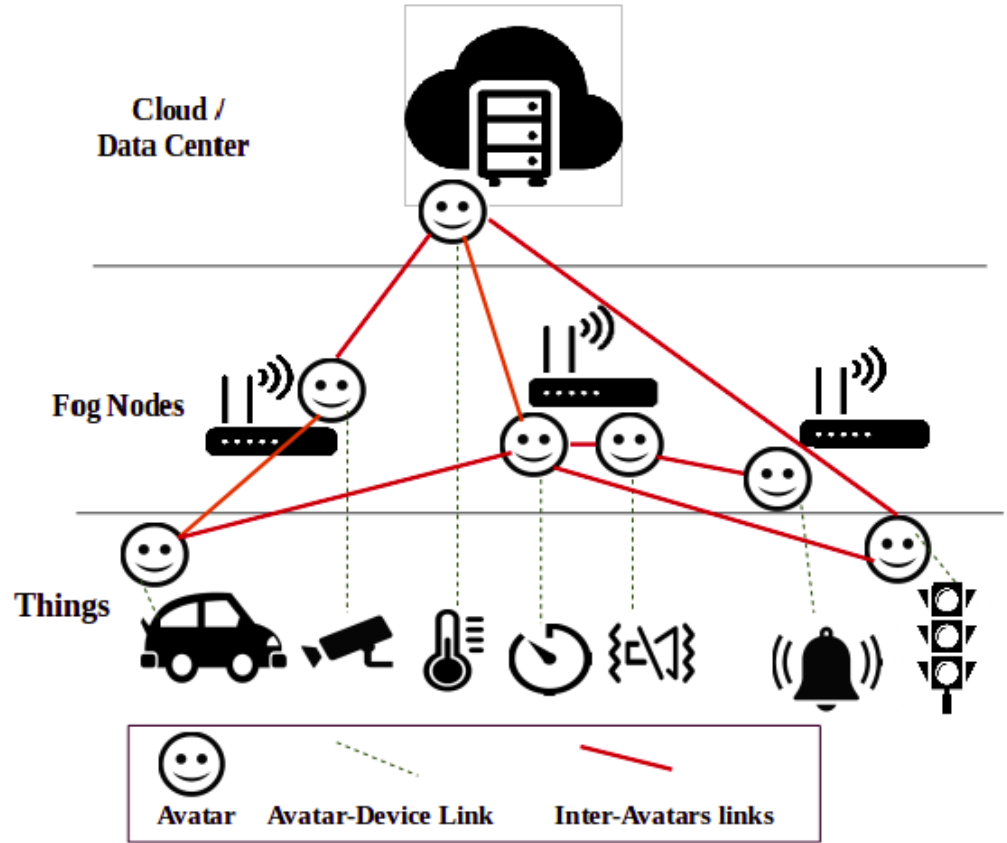 Cloud /
Data Center
Fog Nodes
Things
Avatar
Avatar-Device Link
Inter-Avatars links